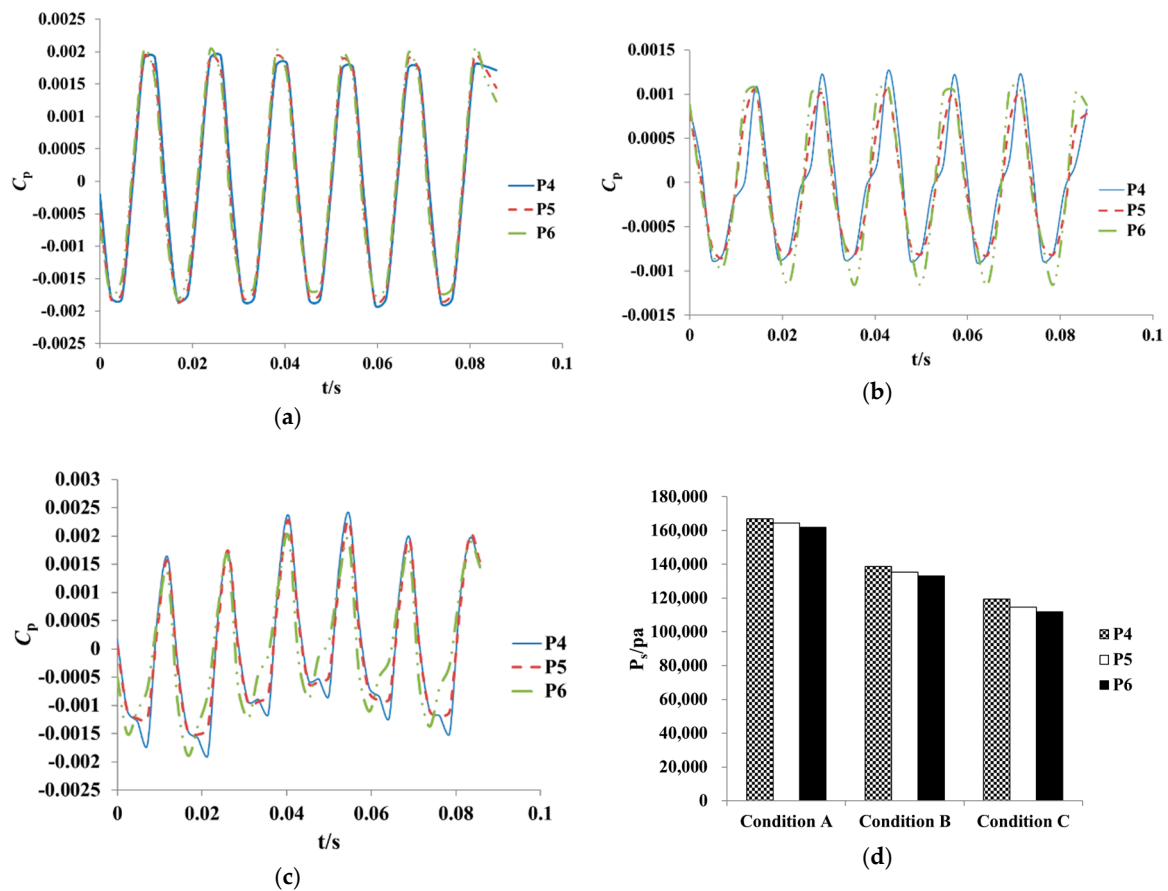 0.0025
0.002
0.0015
0.001
0.0005
0
-0.0005
-0.001
-0.0015
-0.002
-0.0025
Cp
0 0.02 0.04 0.06 0.08 0.1
t/s
P4
P5
P6
(a)
0.0015
0.001
0.0005
0
-0.0005
-0.001
-0.0015
Cp
0 0.02 0.04 0.06 0.08 0.1
t/s
P4
P5
P6
(b)
0.003
0.0025
0.002
0.0015
0.001
0.0005
0
-0.0005
-0.001
-0.0015
-0.002
-0.0025
Cp
0 0.02 0.04 0.06 0.08 0.1
t/s
P4
P5
P6
(c)
180,000
160,000
140,000
120,000
100,000
80,000
60,000
40,000
20,000
0
Ps/pa
Condition A Condition B Condition C
P4
P5
P6
(d)